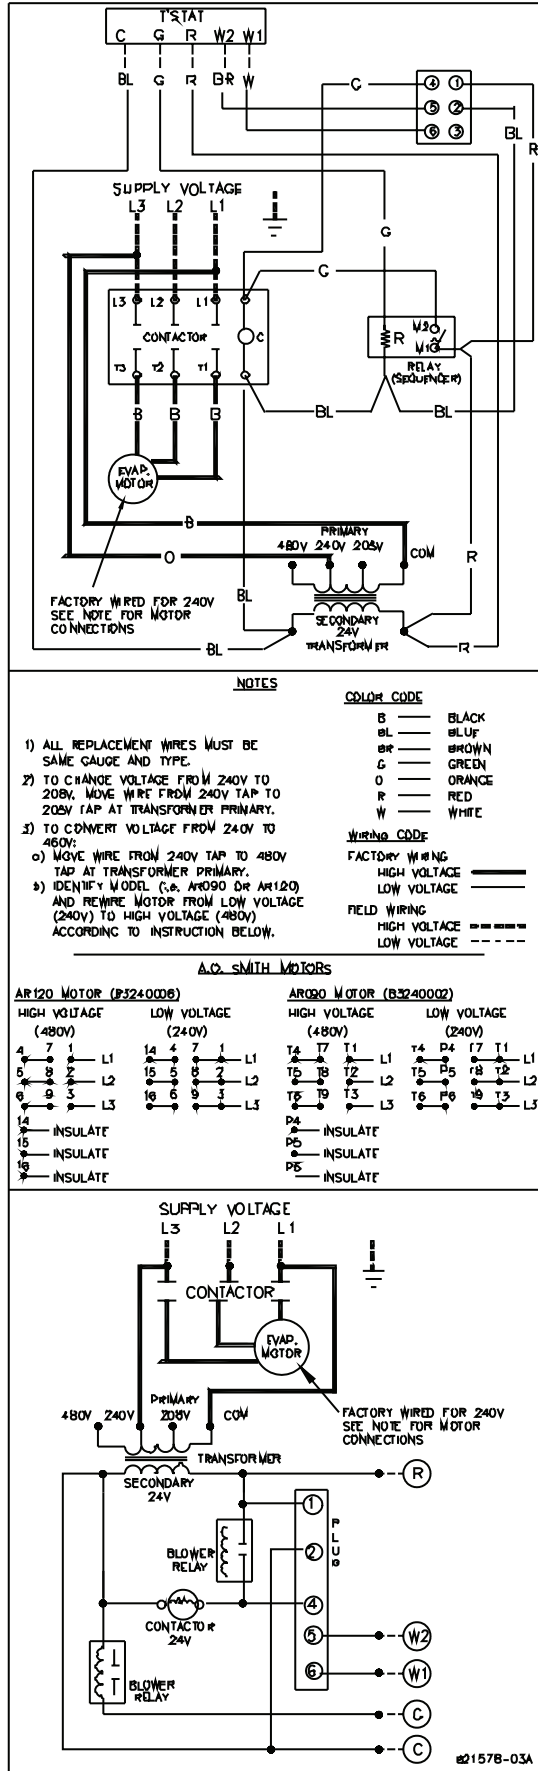 T'STAT
C G R W2 W1
BL G R BR W
G
4 1
5 2
6 3
BL
R
SUPPLY VOLTAGE
L3 L2 L1
G
G
L3 L2 L1
CONTACTOR
C
T3 T2 T1
R
M2
M1
RELAY
(SEQUENCER)
B B B
BL
BL
EVAP.
MOTOR
B
PRIMARY
480V 240V 208V
COM
O
R
BL
FACTORY WIRED FOR 240V
SEE NOTE FOR MOTOR
CONNECTIONS
SECONDARY
24V
TRANSFORMER
BL
R
NOTES
1) ALL REPLACEMENT WIRES MUST BE
SAME GAUGE AND TYPE.
2) TO CHANGE VOLTAGE FROM 240V TO
208V, MOVE WIRE FROM 240V TAP TO
208V TAP AT TRANSFORMER PRIMARY.
3) TO CONVERT VOLTAGE FROM 240V TO
460V:
a) MOVE WIRE FROM 240V TAP TO 480V
TAP AT TRANSFORMER PRIMARY.
b) IDENTIFY MODEL (i.e. AR090 OR AR120)
AND REWIRE MOTOR FROM LOW VOLTAGE
(240V) TO HIGH VOLTAGE (480V)
ACCORDING TO INSTRUCTION BELOW.
COLOR CODE
B BLACK
BL BLUE
BR BROWN
G GREEN
O ORANGE
R RED
W WHITE
WIRING CODE
FACTORY WIRING
HIGH VOLTAGE
LOW VOLTAGE
FIELD WIRING
HIGH VOLTAGE
LOW VOLTAGE
A.O. SMITH MOTORS
AR120 MOTOR (P3240006)
HIGH VOLTAGE
(480V)
4 7 1 L1
5 8 2 L2
6 9 3 L3
14 INSULATE
15 INSULATE
16 INSULATE
LOW VOLTAGE
(240V)
14 4 7 1 L1
15 5 8 2 L2
16 6 9 3 L3
AR090 MOTOR (B3240002)
HIGH VOLTAGE
(480V)
T4 T7 T1 L1
T5 T8 T2 L2
T6 T9 T3 L3
P4 INSULATE
P5 INSULATE
P6 INSULATE
LOW VOLTAGE
(240V)
T4 P4 T7 T1 L1
T5 P5 T8 T2 L2
T6 P6 T9 T3 L3
SUPPLY VOLTAGE
L3 L2 L1
CONTACTOR
EVAP.
MOTOR
PRIMARY
480V 240V 208V COM
FACTORY WIRED FOR 240V
SEE NOTE FOR MOTOR
CONNECTIONS
TRANSFORMER
SECONDARY
24V
R
1
PLUG
2
BLOWER
RELAY
4
CONTACTOR
24V
5 W2
6 W1
BLOWER
RELAY
G
C
821578-03A